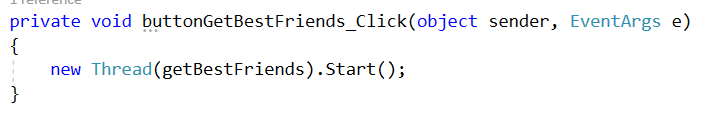 1 reference
private void buttonGetBestFriends_Click(object sender, EventArgs e)
{
new Thread(getBestFriends).Start();
}